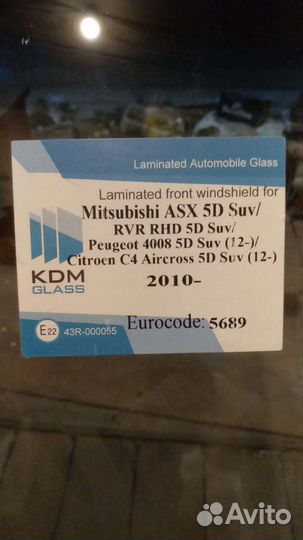 Laminated Automobile Glass
Laminated front windshield for
Mitsubishi ASX 5D Suv/
RVR RHD 5D Suv/
Peugeot 4008 5D Suv (12-)/
Citroen C4 Aircross 5D Suv (12-)
2010-
KDM
GLASS
Eurocode: 5689
E22 43R-000055
Avito